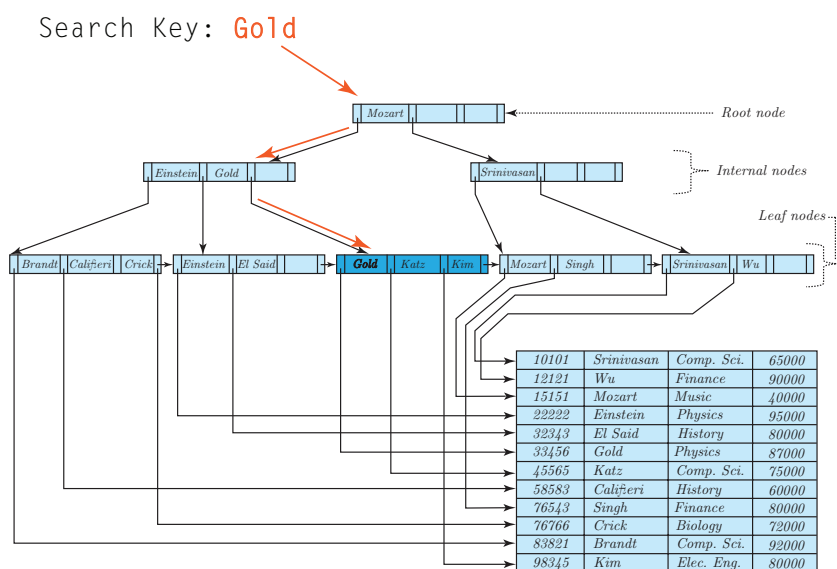 Search Key: Gold
Mozart
Root node
Einstein Gold
Srinivasan
Internal nodes
Leaf nodes
Brandt Califieri Crick
Einstein El Said
Gold Katz Kim
Mozart Singh
Srinivasan Wu
10101 Srinivasan Comp. Sci. 65000
12121 Wu Finance 90000
15151 Mozart Music 40000
22222 Einstein Physics 95000
32343 El Said History 80000
33456 Gold Physics 87000
45565 Katz Comp. Sci. 75000
58583 Califieri History 60000
76543 Singh Finance 80000
76766 Crick Biology 72000
83821 Brandt Comp. Sci. 92000
98345 Kim Elec. Eng. 80000